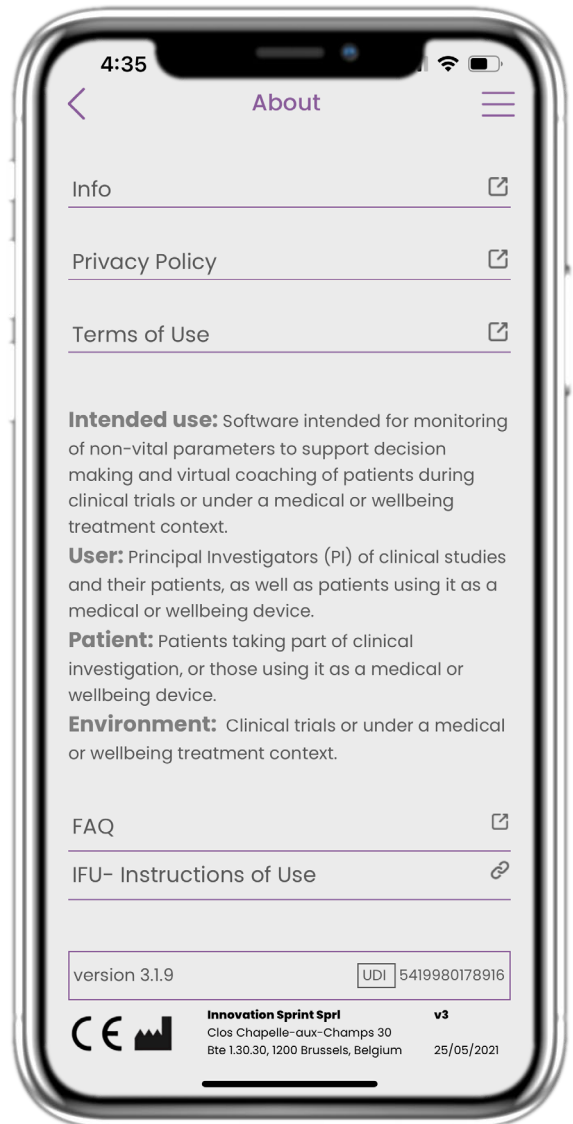 4:35
About
Info
Privacy Policy
Terms of Use
Intended use: Software intended for monitoring
of non-vital parameters to support decision
making and virtual coaching of patients during
clinical trials or under a medical or wellbeing
treatment context.
User: Principal Investigators (PI) of clinical studies
and their patients, as well as patients using it as a
medical or wellbeing device.
Patient: Patients taking part of clinical
investigation, or those using it as a medical or
wellbeing device.
Environment: Clinical trials or under a medical
or wellbeing treatment context.
FAQ
IFU- Instructions of Use
version 3.1.9 UDI 5419980178916
CE Innovation Sprint Sprl v3
Clos Chapelle-aux-Champs 30
Bte 1.30.30, 1200 Brussels, Belgium 25/05/2021